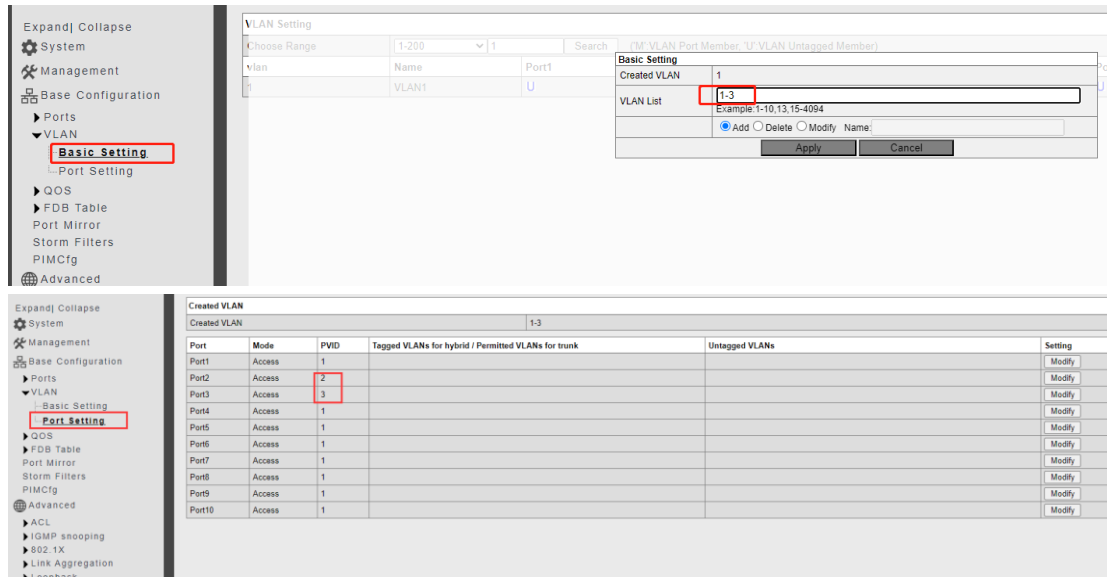 Expand| Collapse
System
Management
Base Configuration
Ports
VLAN
Basic Setting
Port Setting
QOS
FDB Table
Port Mirror
Storm Filters
PIMCfg
Advanced
VLAN Setting
Choose Range 1-200 1 Search ('M':VLAN Port Member, 'U':VLAN Untagged Member)
vlan Name Port1
1 VLAN1 U U
Basic Setting
Created VLAN 1
VLAN List 1-3
Example:1-10,13,15-4094
Add Delete Modify Name:
Apply Cancel
Expand| Collapse
System
Management
Base Configuration
Ports
VLAN
Basic Setting
Port Setting
QOS
FDB Table
Port Mirror
Storm Filters
PIMCfg
Advanced
ACL
IGMP snooping
802.1X
Link Aggregation
Loopback
Created VLAN
Created VLAN 1-3
Port Mode PVID Tagged VLANs for hybrid / Permitted VLANs for trunk Untagged VLANs Setting
Port1 Access 1 Modify
Port2 Access 2 Modify
Port3 Access 3 Modify
Port4 Access 1 Modify
Port5 Access 1 Modify
Port6 Access 1 Modify
Port7 Access 1 Modify
Port8 Access 1 Modify
Port9 Access 1 Modify
Port10 Access 1 Modify